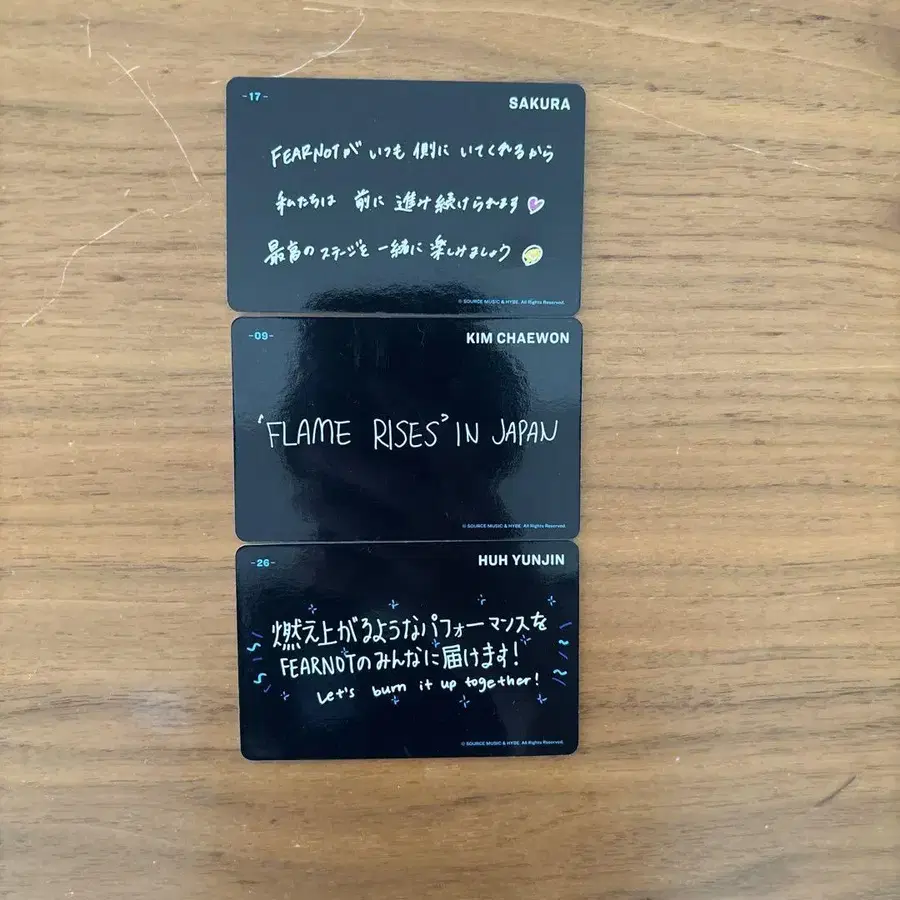 -17-
SAKURA
FEARNOTが いつも 側に いてくれるから
私たちは 前に 進み続けられます
最高の ステージを 一緒に 楽しみましょう
© SOURCE MUSIC & HYBE. All Rights Reserved.
-09-
KIM CHAEWON
'FLAME RISES' IN JAPAN
© SOURCE MUSIC & HYBE. All Rights Reserved.
-26-
HUH YUNJIN
燃え上がるようなパフォーマンスを
FEARNOTのみんなに届けます!
Let's burn it up together!
© SOURCE MUSIC & HYBE. All Rights Reserved.